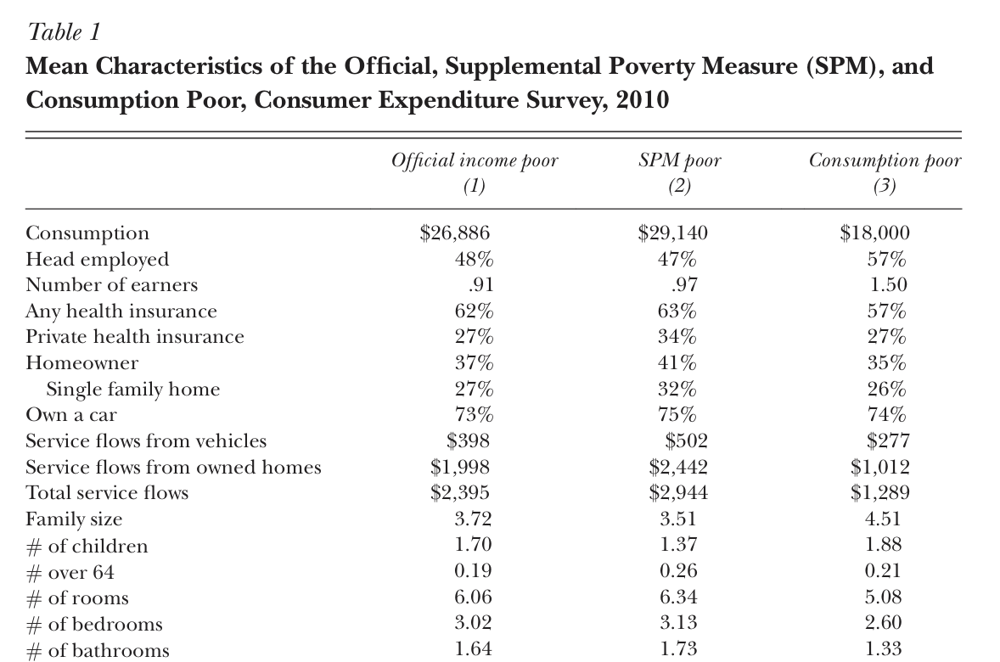 Table 1
Mean Characteristics of the Official, Supplemental Poverty Measure (SPM), and
Consumption Poor, Consumer Expenditure Survey, 2010
Official income poor SPM poor Consumption poor
(1) (2) (3)
Consumption $26,886 $29,140 $18,000
Head employed 48% 47% 57%
Number of earners .91 .97 1.50
Any health insurance 62% 63% 57%
Private health insurance 27% 34% 27%
Homeowner 37% 41% 35%
Single family home 27% 32% 26%
Own a car 73% 75% 74%
Service flows from vehicles $398 $502 $277
Service flows from owned homes $1,998 $2,442 $1,012
Total service flows $2,395 $2,944 $1,289
Family size 3.72 3.51 4.51
# of children 1.70 1.37 1.88
# over 64 0.19 0.26 0.21
# of rooms 6.06 6.34 5.08
# of bedrooms 3.02 3.13 2.60
# of bathrooms 1.64 1.73 1.33